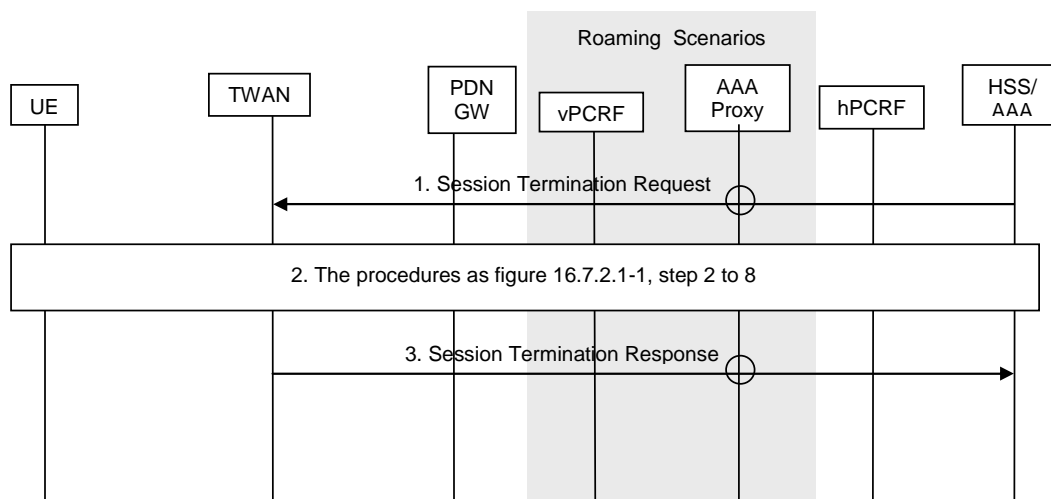 Roaming Scenarios
UE
TWAN
PDN
GW
vPCRF
AAA
Proxy
hPCRF
HSS/
AAA
1. Session Termination Request
2. The procedures as figure 16.7.2.1-1, step 2 to 8
3. Session Termination Response